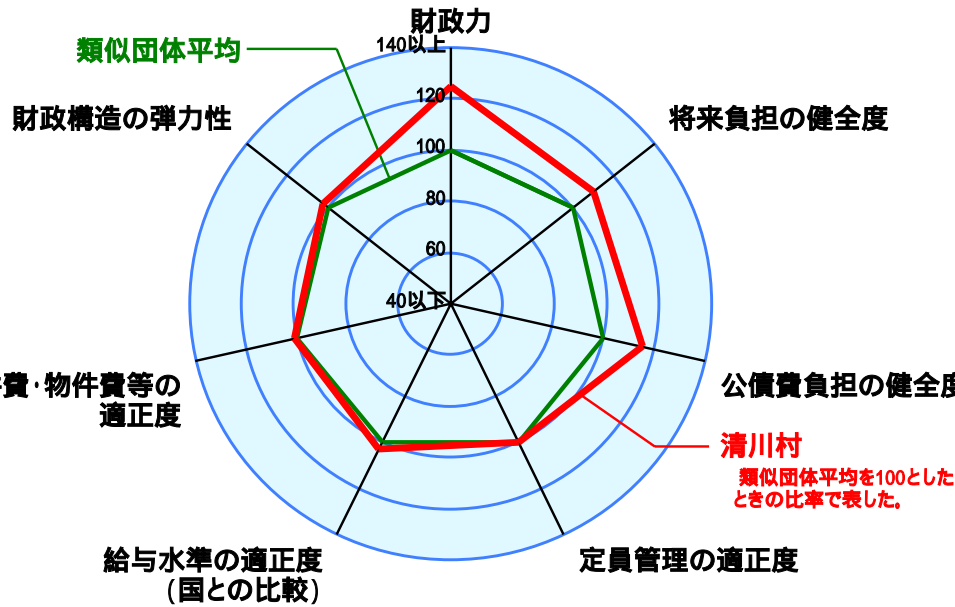 財政力
140以上
類似団体平均
120
財政構造の弾力性
将来負担の健全度
100
80
60
40以下
費・物件費等の
適正度
公債費負担の健全度
清川村
類似団体平均を100とした
ときの比率で表した。
給与水準の適正度
(国との比較)
定員管理の適正度